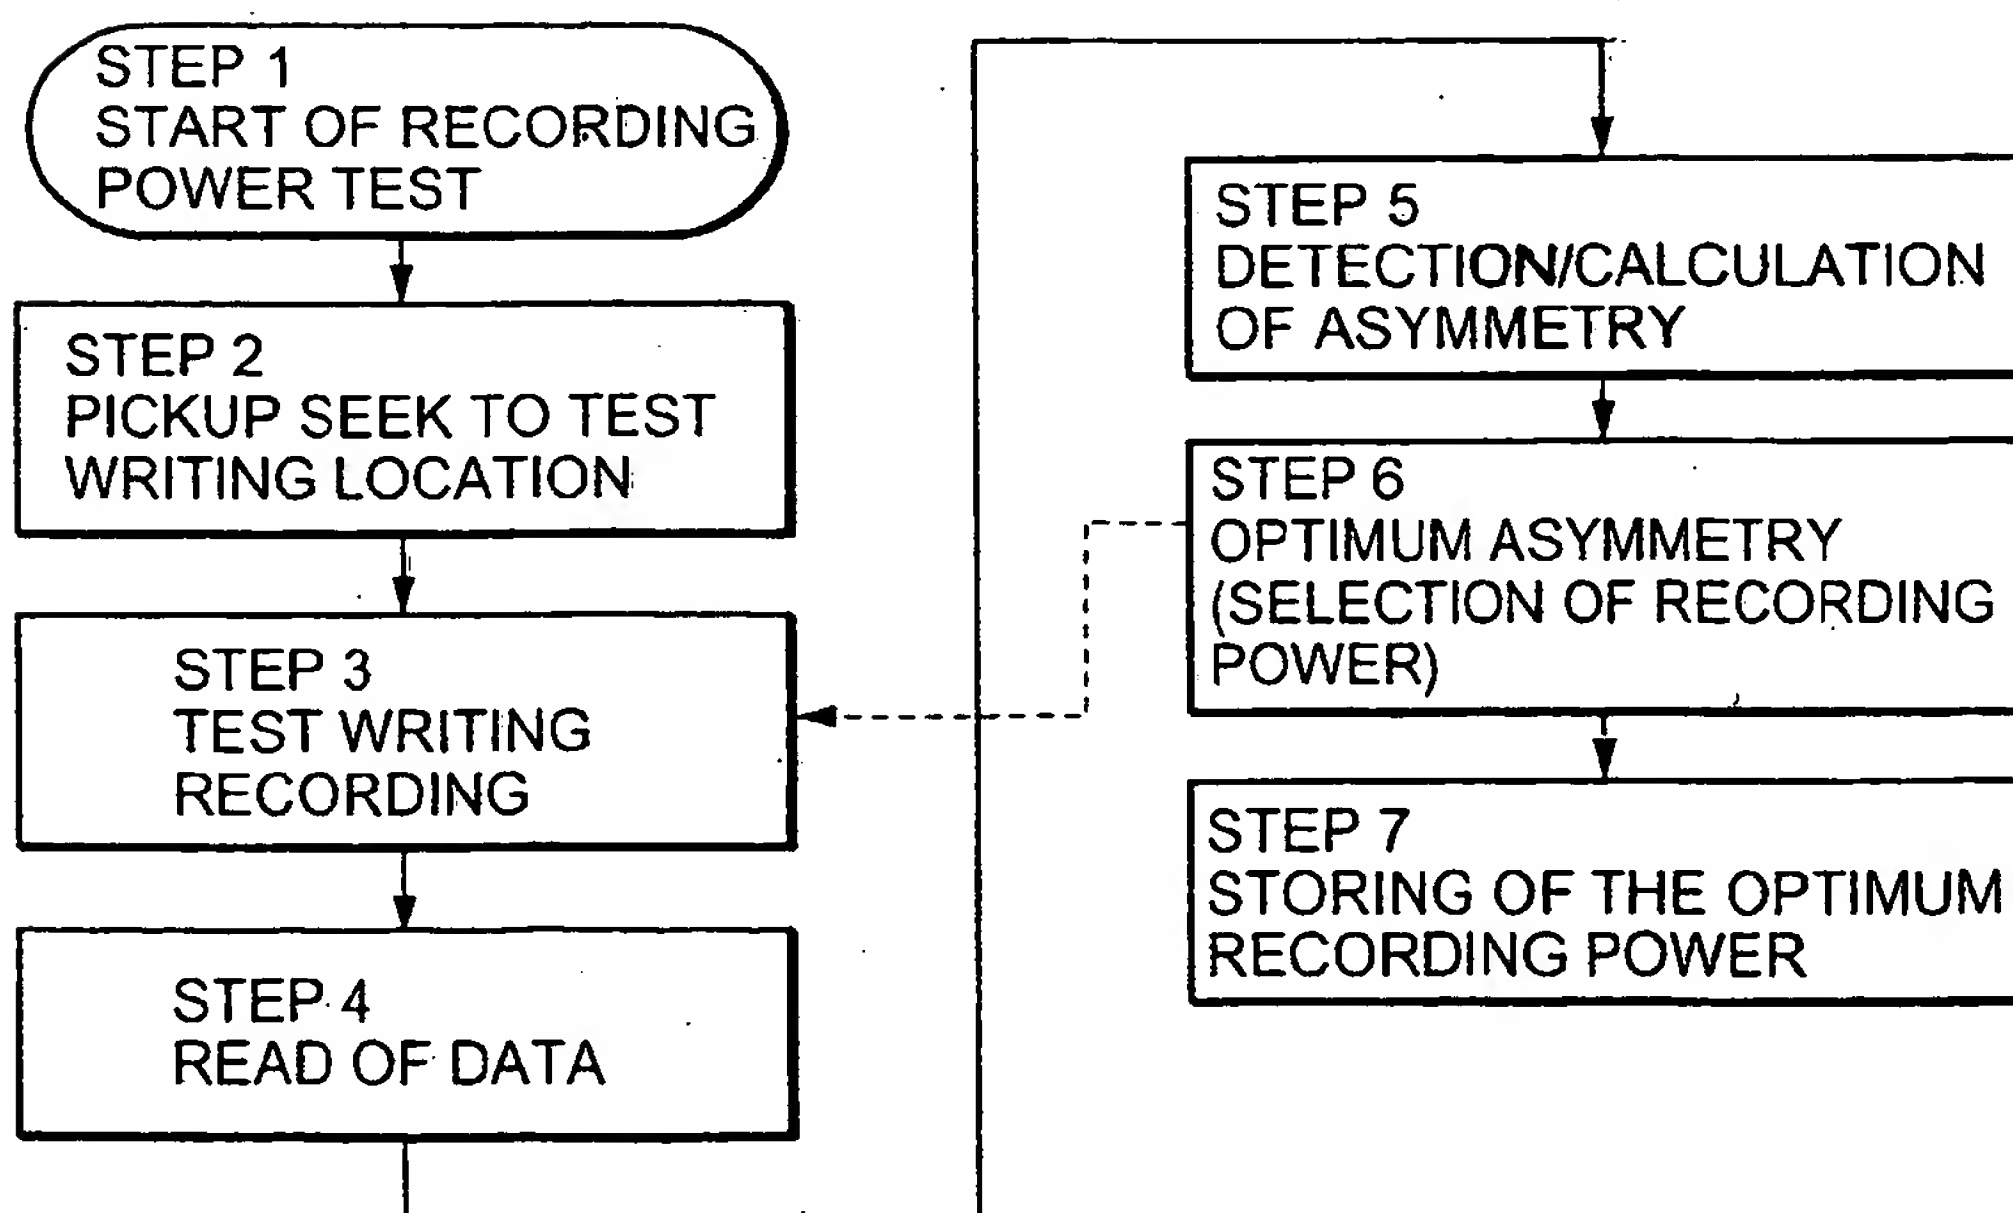 STEP 1
START OF RECORDING
POWER TEST
STEP 2
PICKUP SEEK TO TEST
WRITING LOCATION
STEP 3
TEST WRITING
RECORDING
STEP 4
READ OF DATA
STEP 5
DETECTION/CALCULATION
OF ASYMMETRY
STEP 6
OPTIMUM ASYMMETRY
(SELECTION OF RECORDING
POWER)
STEP 7
STORING OF THE OPTIMUM
RECORDING POWER